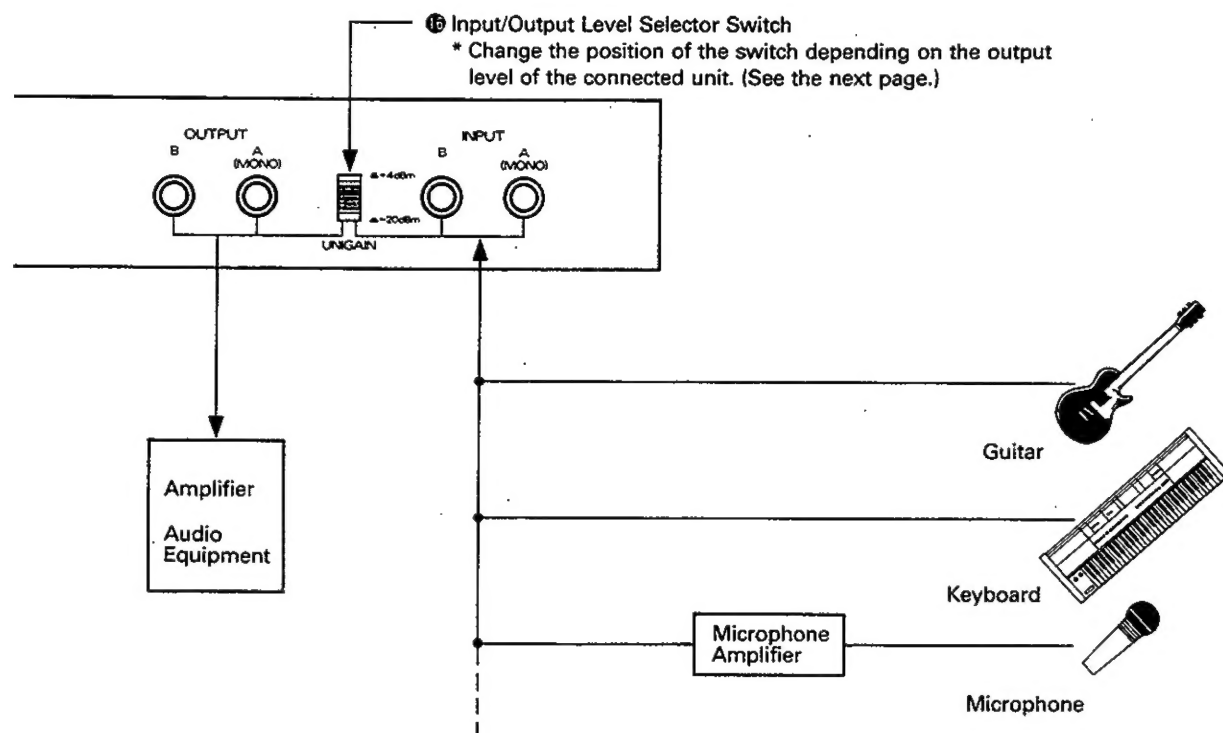 ⓰ Input/Output Level Selector Switch
* Change the position of the switch depending on the output
level of the connected unit. (See the next page.)
OUTPUT
INPUT
B
A
(MONO)
B
A
(MONO)
+4dBm
-20dBm
UNIGAIN
Amplifier
Audio
Equipment
Guitar
Keyboard
Microphone
Amplifier
Microphone